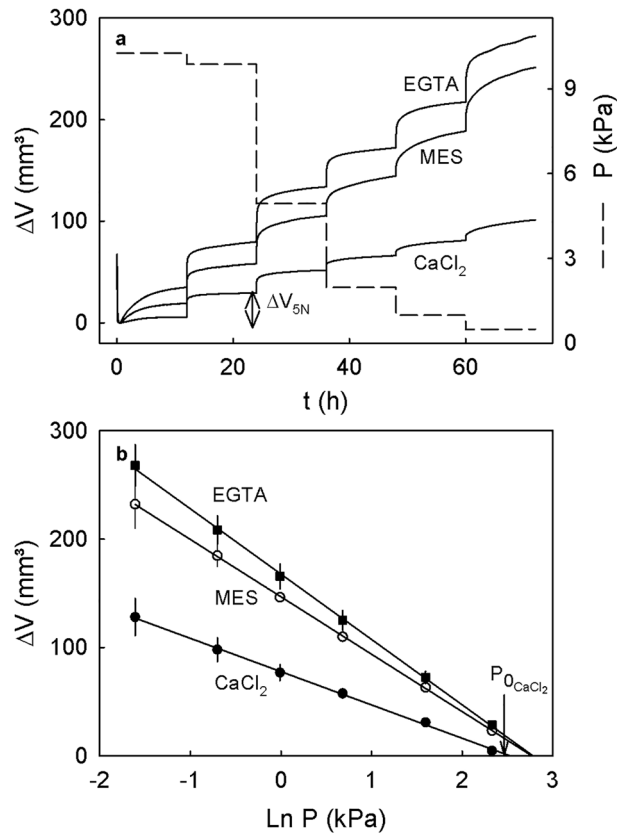 a
300
200
100
0
ΔV (mm³)
EGTA
MES
CaCl₂
ΔV₅N
9
6
3
0
P (kPa)
0 20 40 60
t (h)
b
300
200
100
0
ΔV (mm³)
EGTA
MES
CaCl₂
P₀CaCl₂
-2 -1 0 1 2 3
Ln P (kPa)